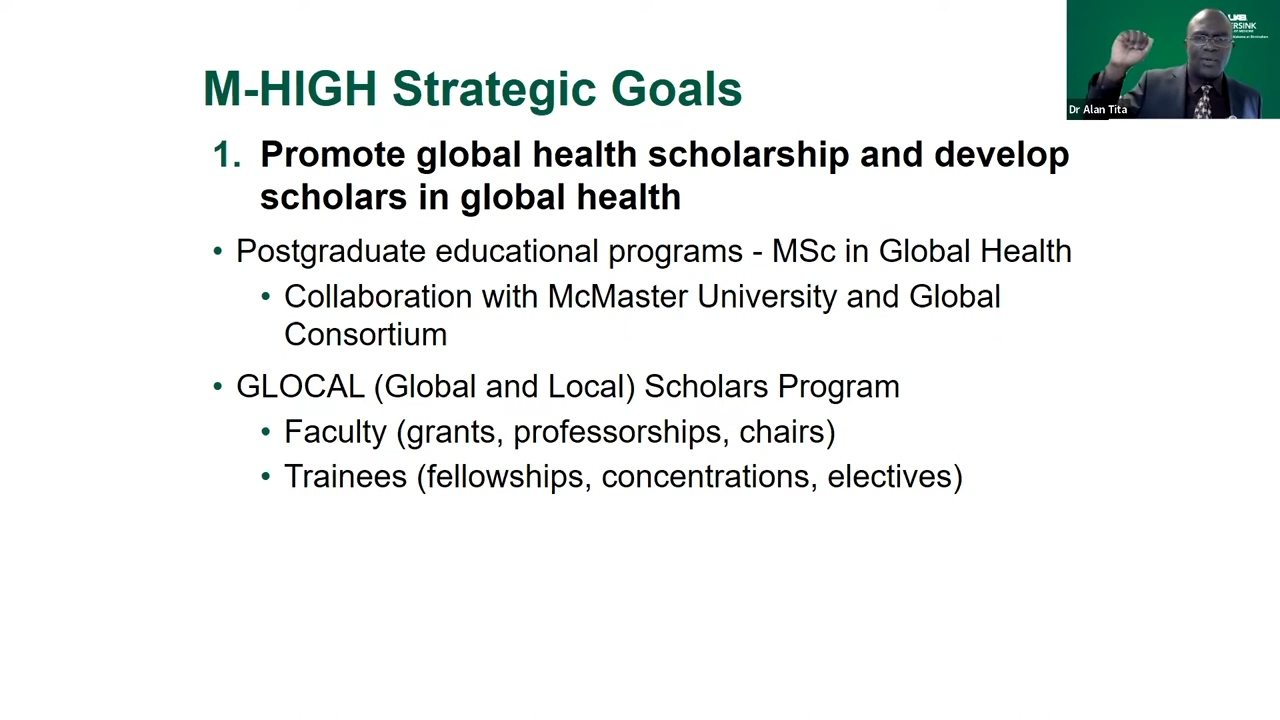 M-HIGH Strategic Goals
1. Promote global health scholarship and develop
scholars in global health
• Postgraduate educational programs - MSc in Global Health
• Collaboration with McMaster University and Global
Consortium
• GLOCAL (Global and Local) Scholars Program
• Faculty (grants, professorships, chairs)
• Trainees (fellowships, concentrations, electives)
UAB
ERSINK
Dr Alan Tita